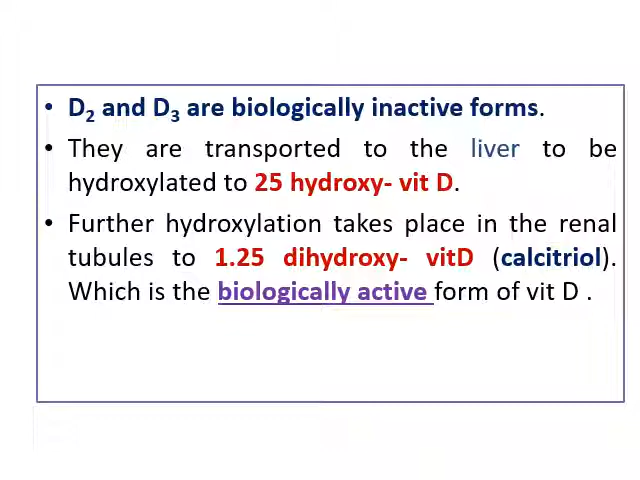 • D₂ and D₃ are biologically inactive forms.
• They are transported to the liver to be
hydroxylated to 25 hydroxy- vit D.
• Further hydroxylation takes place in the renal
tubules to 1.25 dihydroxy- vitD (calcitriol).
Which is the biologically active form of vit D .